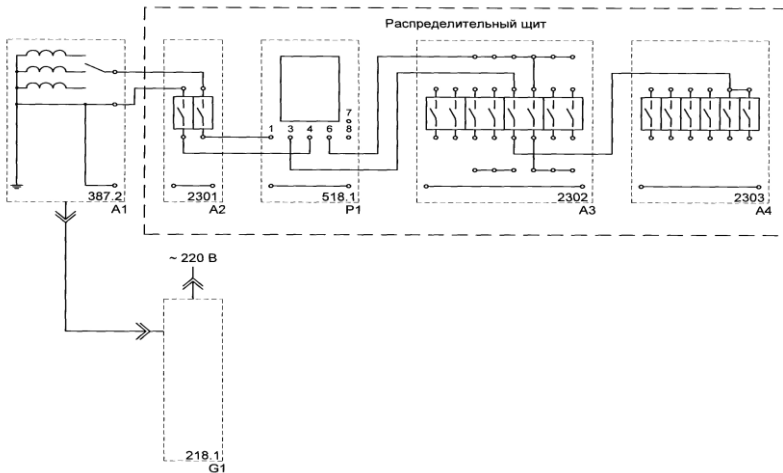 Распределительный щит
7
1 3 4 6 8
387.2
A1
2301
A2
518.1
P1
2302
A3
2303
A4
~ 220 В
218.1
G1